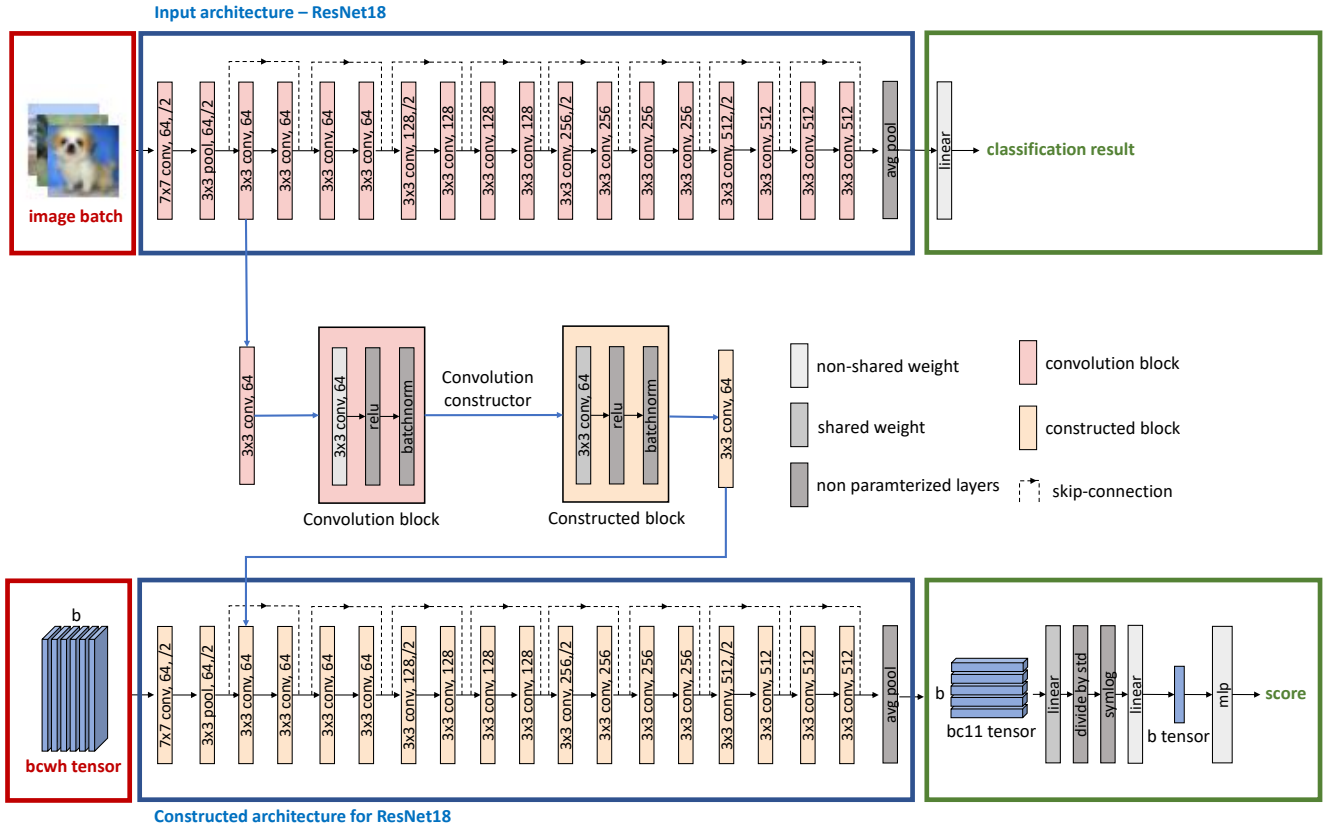 Input architecture – ResNet18
image batch
7x7 conv, 64,/2
3x3 pool, 64,/2
3x3 conv, 64
3x3 conv, 64
3x3 conv, 64
3x3 conv, 64
3x3 conv, 128,/2
3x3 conv, 128
3x3 conv, 128
3x3 conv, 128
3x3 conv, 256,/2
3x3 conv, 256
3x3 conv, 256
3x3 conv, 256
3x3 conv, 512,/2
3x3 conv, 512
3x3 conv, 512
3x3 conv, 512
avg pool
linear
classification result
3x3 conv, 64
3x3 conv, 64
relu
batchnorm
Convolution block
Convolution
constructor
3x3 conv, 64
relu
batchnorm
Constructed block
3x3 conv, 64
non-shared weight
shared weight
non paramterized layers
convolution block
constructed block
skip-connection
b
bcwh tensor
7x7 conv, 64,/2
3x3 pool, 64,/2
3x3 conv, 64
3x3 conv, 64
3x3 conv, 64
3x3 conv, 64
3x3 conv, 128,/2
3x3 conv, 128
3x3 conv, 128
3x3 conv, 128
3x3 conv, 256,/2
3x3 conv, 256
3x3 conv, 256
3x3 conv, 256
3x3 conv, 512,/2
3x3 conv, 512
3x3 conv, 512
3x3 conv, 512
avg pool
b
bc11 tensor
linear
divide by std
symlog
linear
b tensor
mlp
score
Constructed architecture for ResNet18